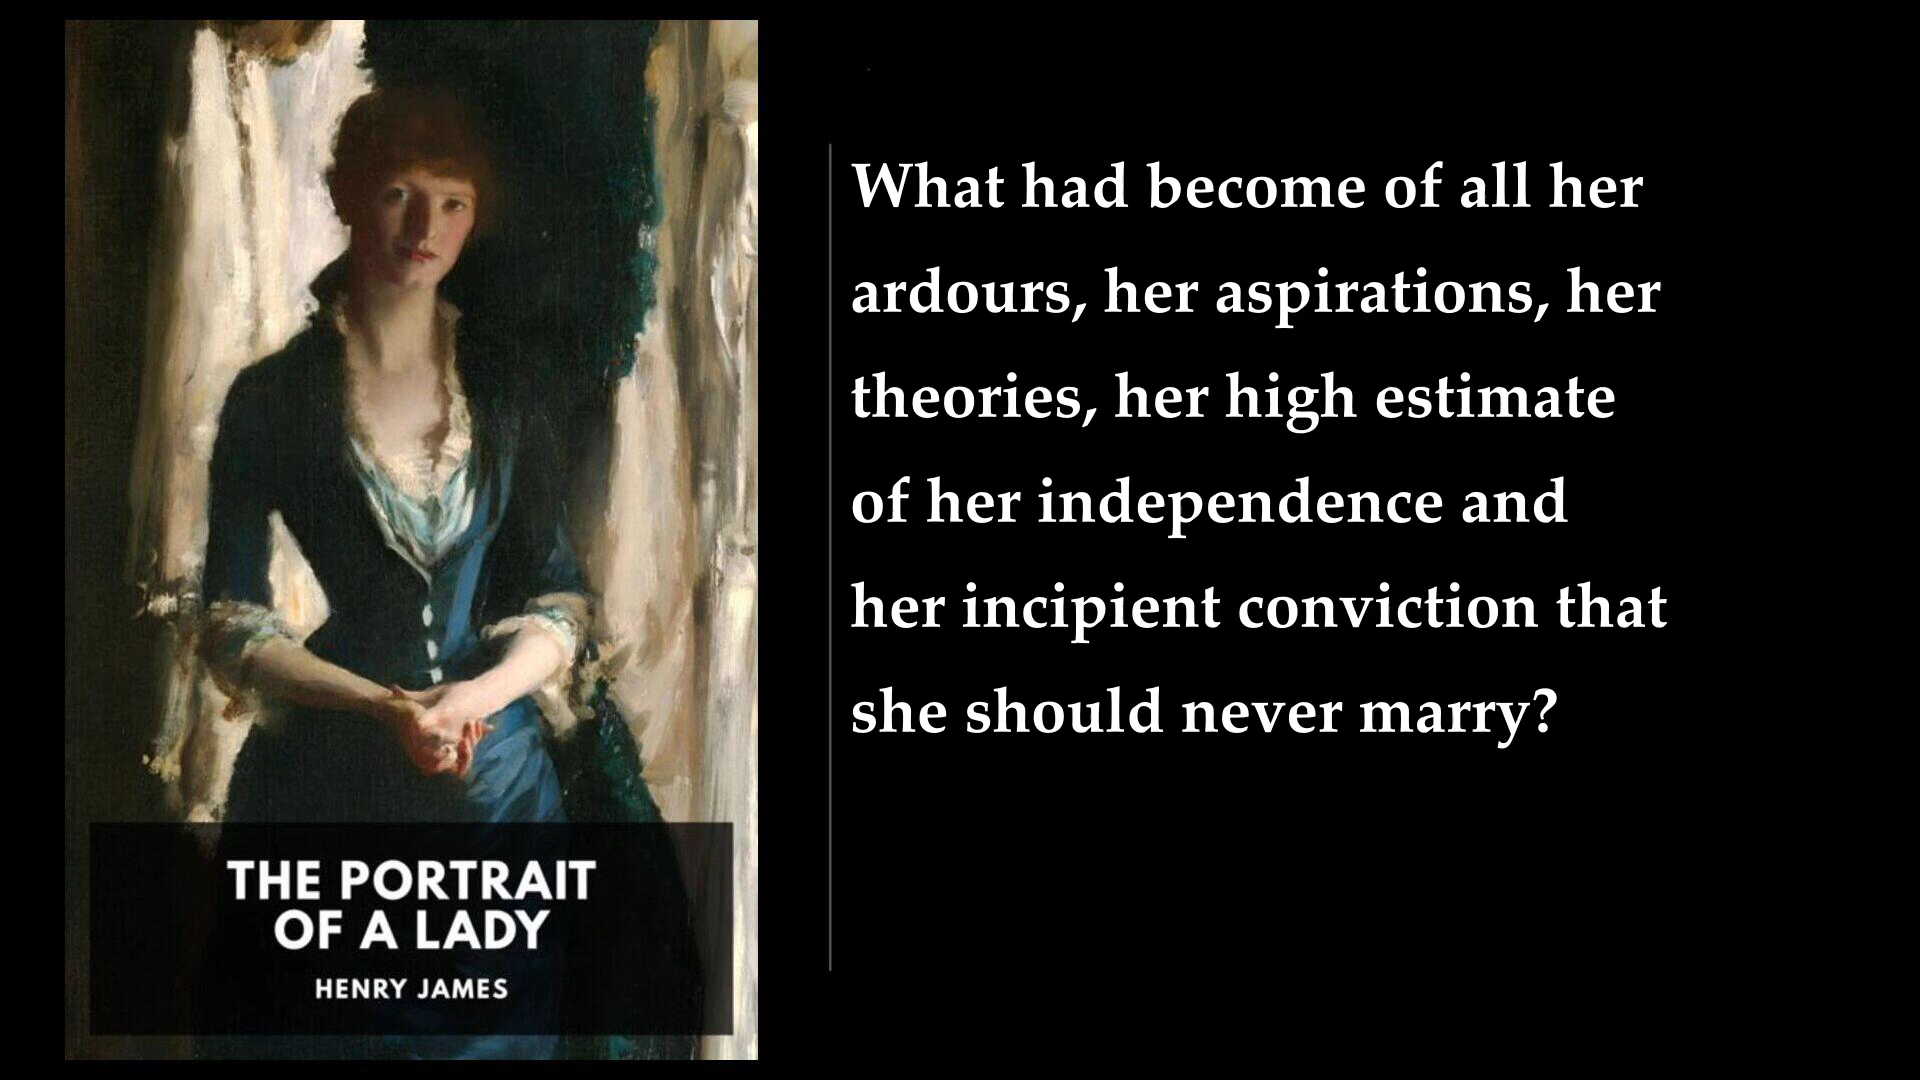 THE PORTRAIT
OF A LADY
HENRY JAMES
What had become of all her
ardours, her aspirations, her
theories, her high estimate
of her independence and
her incipient conviction that
she should never marry?